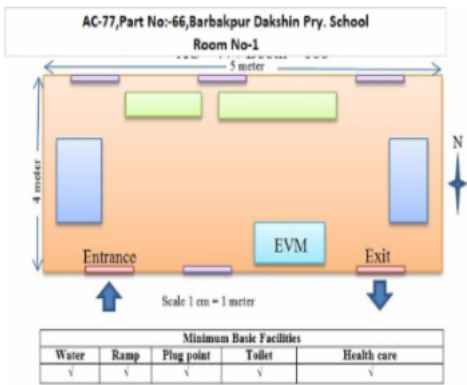 AC-77,Part No:-66,Barbakpur Dakshin Pry. School
Room No-1
5 meter
4 meter
N
EVM
Entrance
Exit
Scale 1 cm = 1 meter
Minimum Basic Facilities
Water Ramp Plug point Toilet Health care
√ √ √ √ √